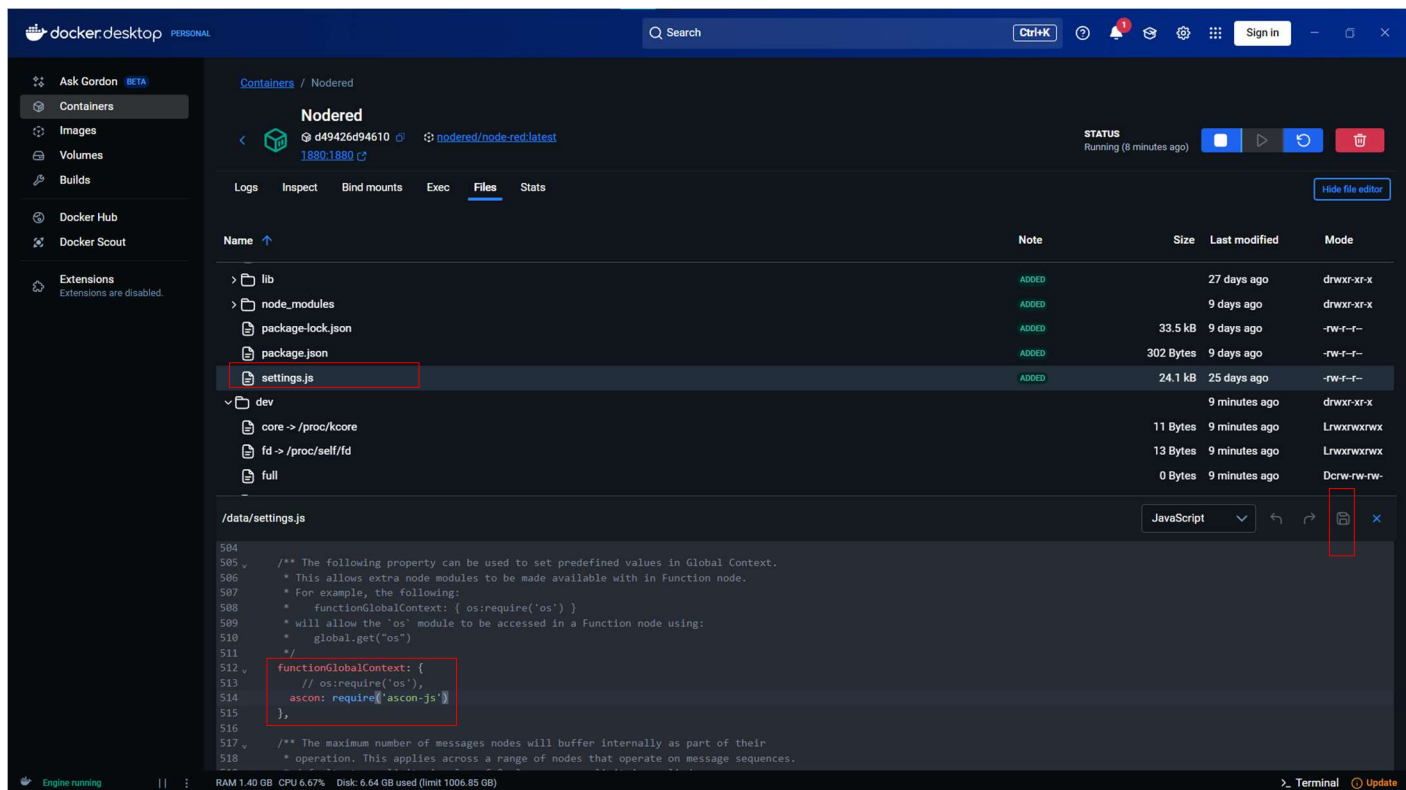 docker.desktop PERSONAL
Search
Ctrl+K
1
Sign in
Ask Gordon BETA
Containers
Images
Volumes
Builds
Docker Hub
Docker Scout
Extensions
Extensions are disabled.
Containers / Nodered
Nodered
d49426d94610 nodered/node-red:latest
1880:1880
STATUS
Running (8 minutes ago)
Logs Inspect Bind mounts Exec Files Stats
Hide file editor
Name Note Size Last modified Mode
lib ADDED 27 days ago drwxr-xr-x
node_modules ADDED 9 days ago drwxr-xr-x
package-lock.json ADDED 33.5 kB 9 days ago -rw-r--r--
package.json ADDED 302 Bytes 9 days ago -rw-r--r--
settings.js ADDED 24.1 kB 25 days ago -rw-r--r--
dev 9 minutes ago drwxr-xr-x
core -> /proc/kcore 11 Bytes 9 minutes ago Lrwxrwxrwx
fd -> /proc/self/fd 13 Bytes 9 minutes ago Lrwxrwxrwx
full 0 Bytes 9 minutes ago Dcrw-rw-rw-
/data/settings.js
JavaScript
504
505 /** The following property can be used to set predefined values in Global Context.
506 * This allows extra node modules to be made available with in Function node.
507 * For example, the following:
508 * functionGlobalContext: { os:require('os') }
509 * will allow the `os` module to be accessed in a Function node using:
510 * global.get("os")
511 */
512 functionGlobalContext: {
513 // os:require('os'),
514 ascon: require('ascon-js')
515 },
516
517 /** The maximum number of messages nodes will buffer internally as part of their
518 * operation. This applies across a range of nodes that operate on message sequences.
Engine running
RAM 1.40 GB CPU 6.67% Disk: 6.64 GB used (limit 1006.85 GB)
>_ Terminal
Update